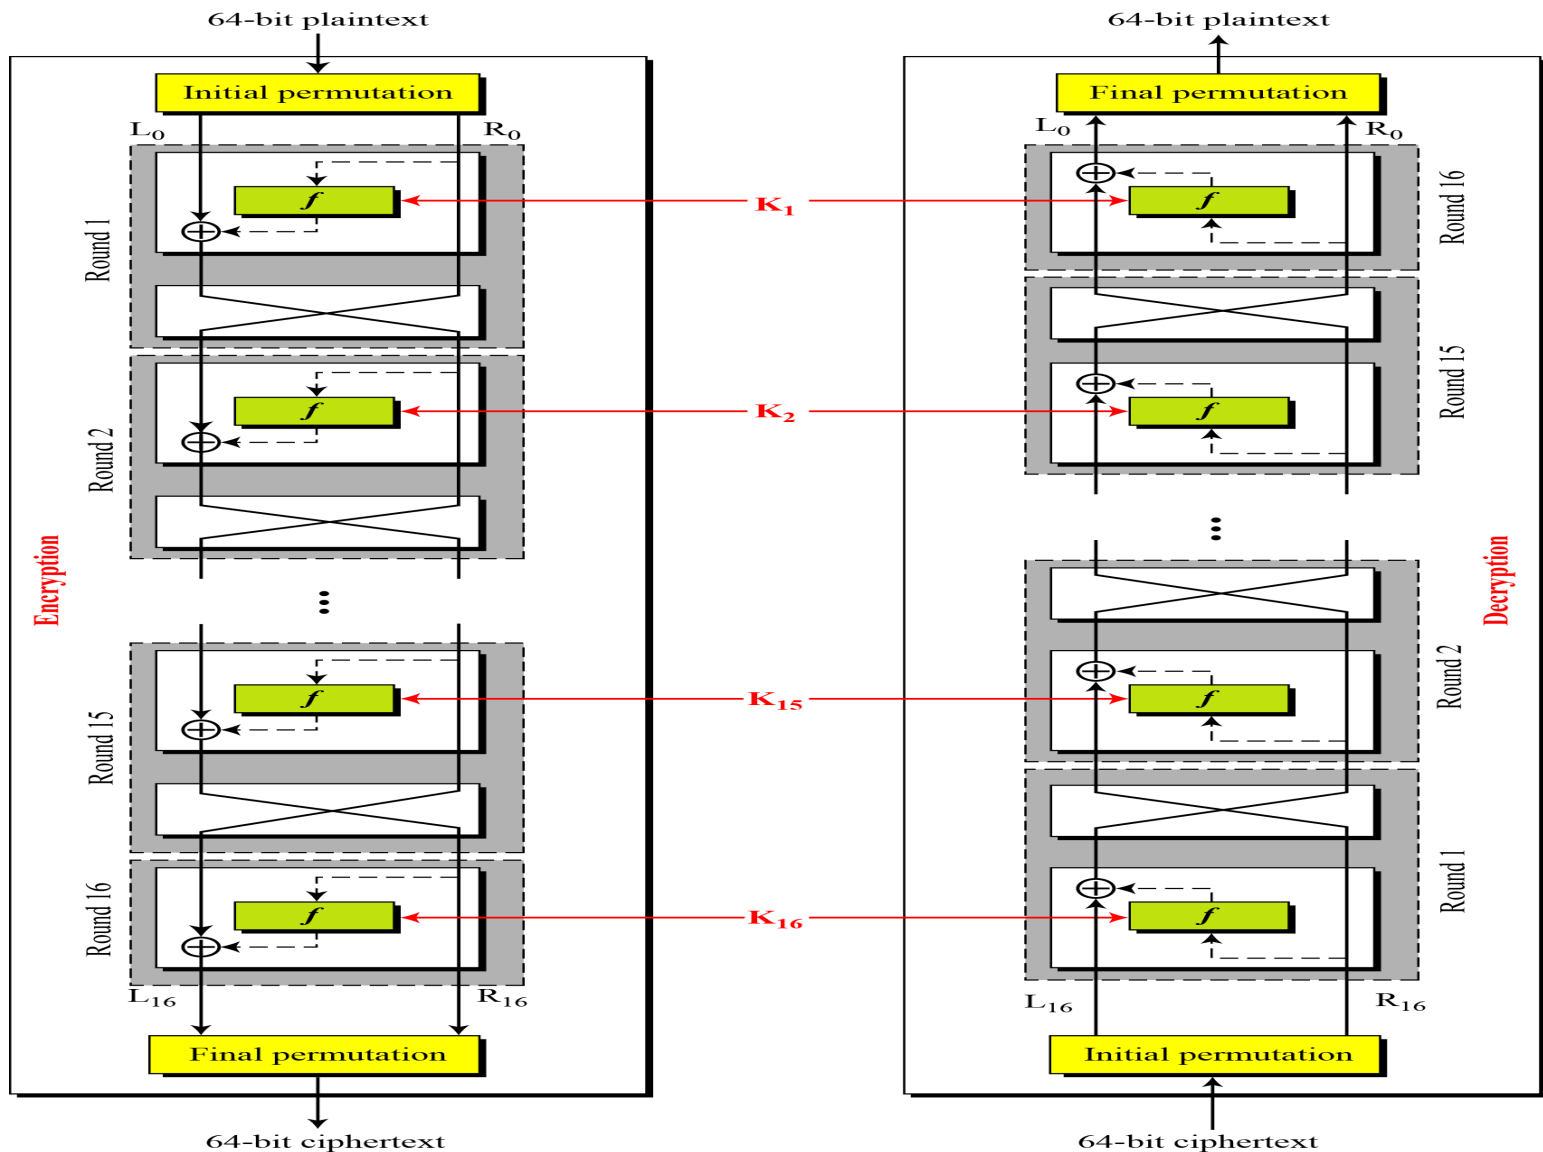 64-bit plaintext
Initial permutation
L0
R0
f
Round 1
f
Round 2
Encryption
f
Round 15
f
Round 16
L16
R16
Final permutation
64-bit ciphertext
K1
K2
K15
K16
64-bit plaintext
Final permutation
L0
R0
f
Round 16
f
Round 15
Decryption
f
Round 2
f
Round 1
L16
R16
Initial permutation
64-bit ciphertext